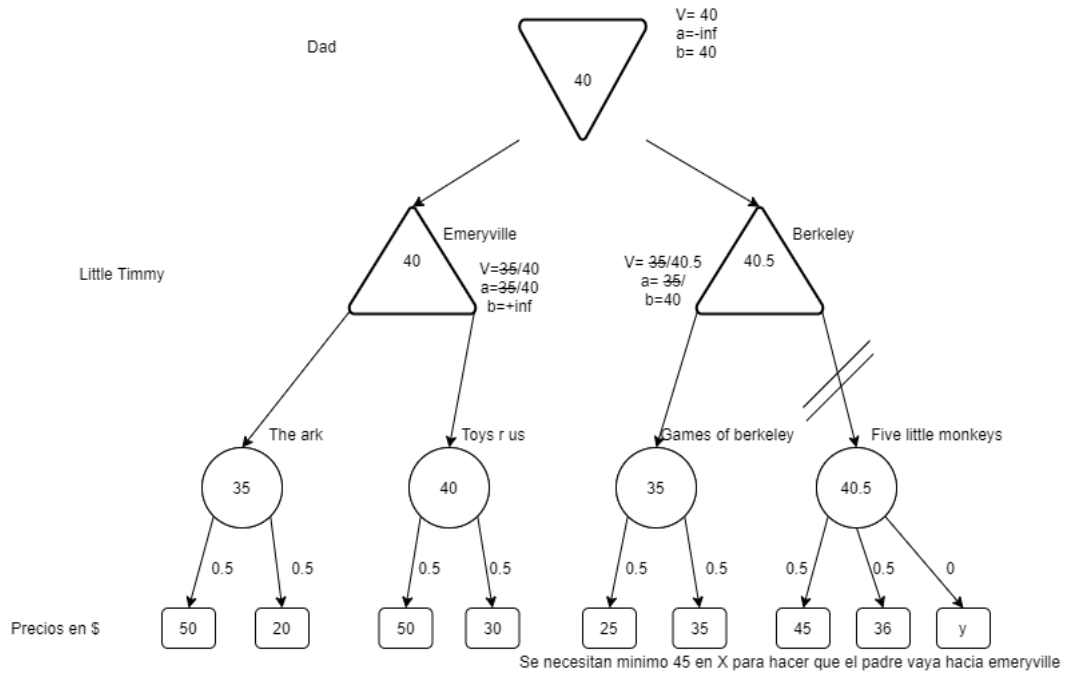 Dad
40
V= 40
a=-inf
b= 40
Little Timmy
40
Emeryville
V=35/40
a=35/40
b=+inf
V= 35/40.5
a= 35/
b=40
40.5
Berkeley
The ark
Toys r us
Games of berkeley
Five little monkeys
35
40
35
40.5
0.5 0.5 0.5 0.5 0.5 0.5 0.5 0.5 0
Precios en $
50 20 50 30 25 35 45 36 y
Se necesitan minimo 45 en X para hacer que el padre vaya hacia emeryville